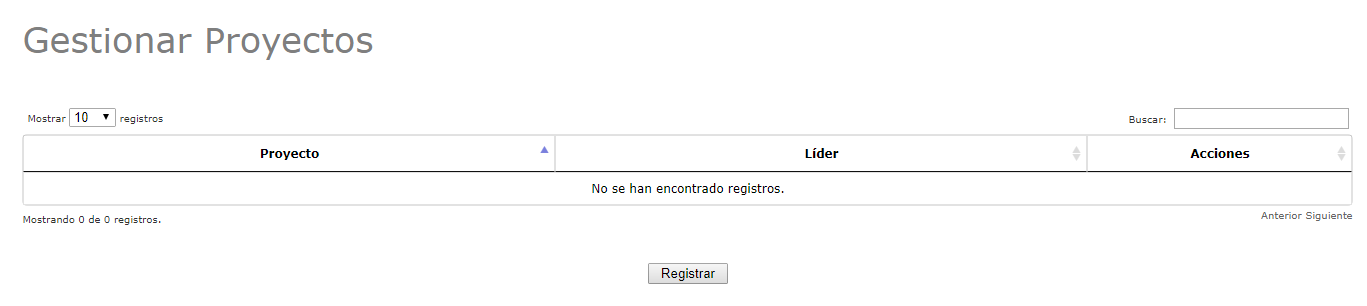 Gestionar Proyectos
Mostrar 10 registros Buscar:
Proyecto Líder Acciones
No se han encontrado registros.
Mostrando 0 de 0 registros. Anterior Siguiente
Registrar